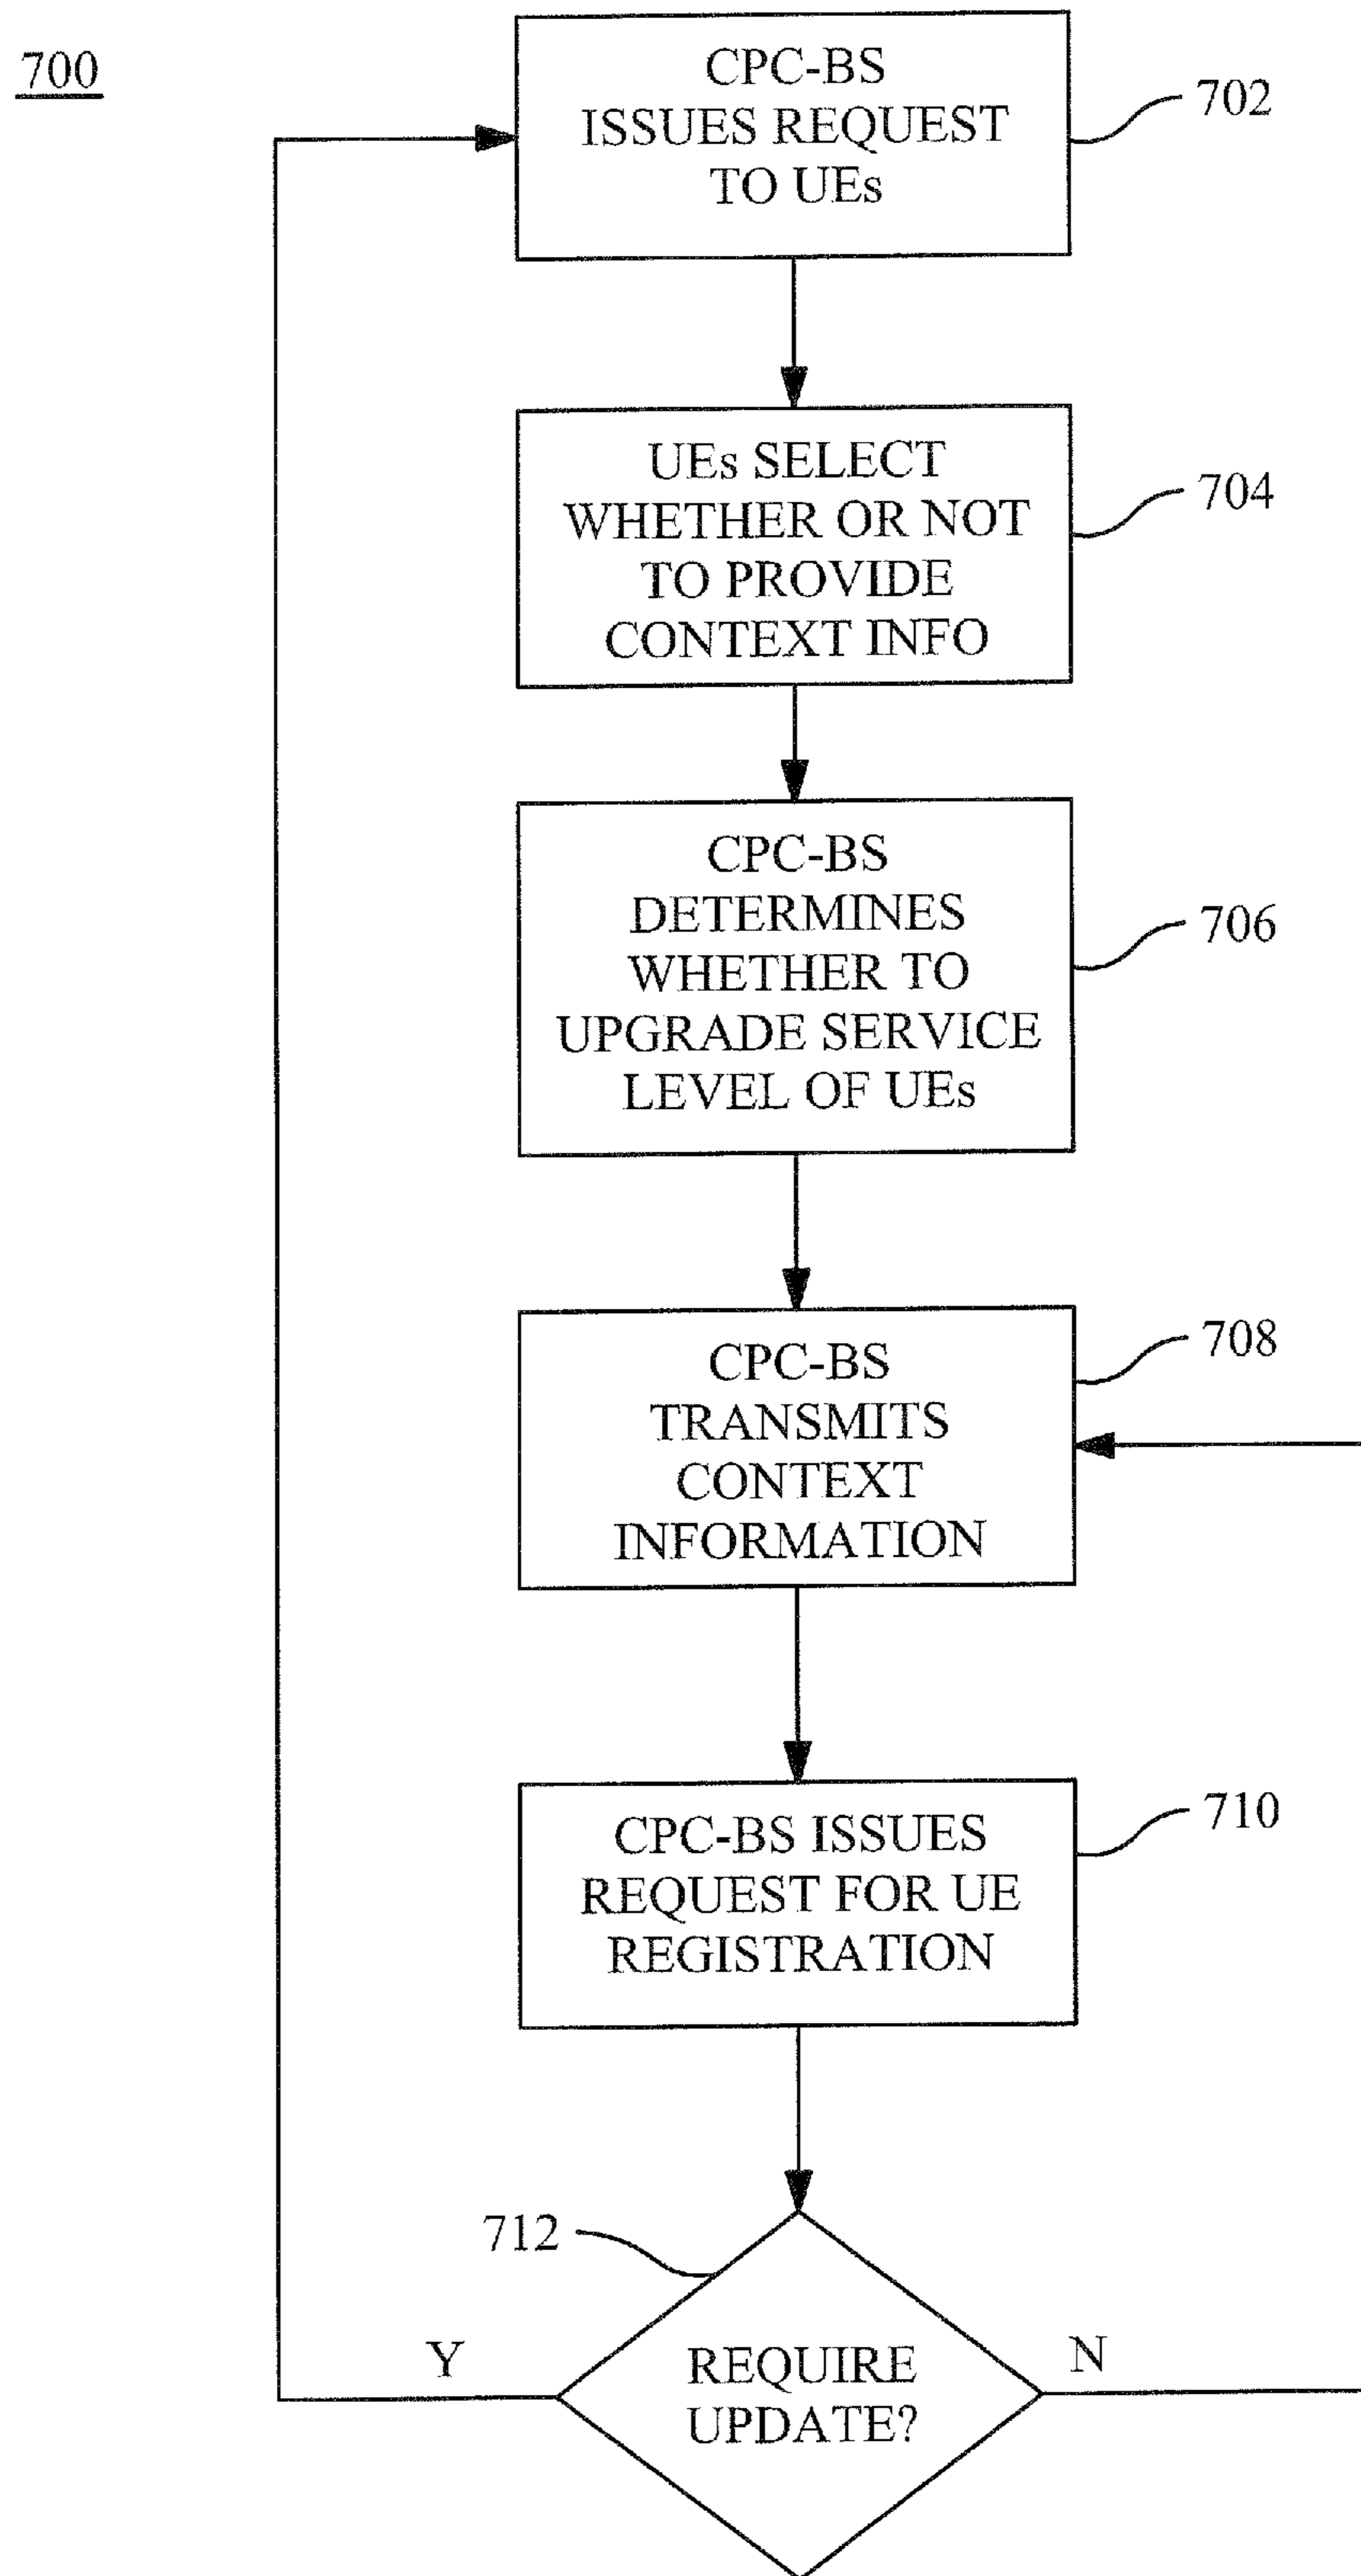 700
CPC-BS
ISSUES REQUEST
TO UEs
702
UEs SELECT
WHETHER OR NOT
TO PROVIDE
CONTEXT INFO
704
CPC-BS
DETERMINES
WHETHER TO
UPGRADE SERVICE
LEVEL OF UEs
706
CPC-BS
TRANSMITS
CONTEXT
INFORMATION
708
CPC-BS ISSUES
REQUEST FOR UE
REGISTRATION
710
712
Y
REQUIRE
UPDATE?
N